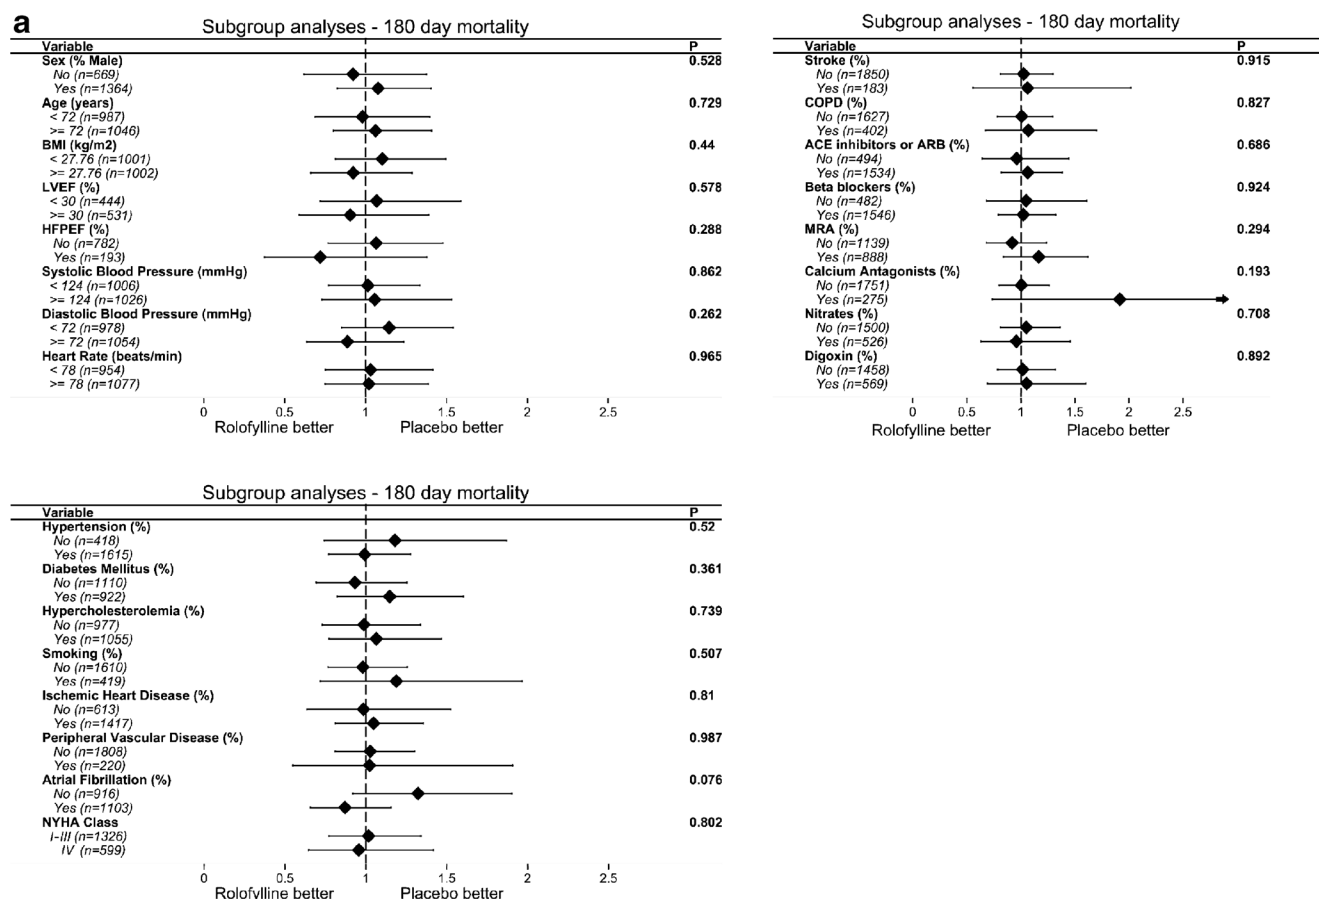 a
Subgroup analyses - 180 day mortality
Variable P
Sex (% Male) 0.528
No (n=669)
Yes (n=1364)
Age (years) 0.729
< 72 (n=987)
>= 72 (n=1046)
BMI (kg/m2) 0.44
< 27.76 (n=1001)
>= 27.76 (n=1002)
LVEF (%) 0.578
< 30 (n=444)
>= 30 (n=531)
HFPEF (%) 0.288
No (n=782)
Yes (n=193)
Systolic Blood Pressure (mmHg) 0.862
< 124 (n=1006)
>= 124 (n=1026)
Diastolic Blood Pressure (mmHg) 0.262
< 72 (n=978)
>= 72 (n=1054)
Heart Rate (beats/min) 0.965
< 78 (n=954)
>= 78 (n=1077)
0 0.5 1 1.5 2 2.5
Rolofylline better Placebo better
Subgroup analyses - 180 day mortality
Variable P
Stroke (%) 0.915
No (n=1850)
Yes (n=183)
COPD (%) 0.827
No (n=1627)
Yes (n=402)
ACE inhibitors or ARB (%) 0.686
No (n=494)
Yes (n=1534)
Beta blockers (%) 0.924
No (n=482)
Yes (n=1546)
MRA (%) 0.294
No (n=1139)
Yes (n=888)
Calcium Antagonists (%) 0.193
No (n=1751)
Yes (n=275)
Nitrates (%) 0.708
No (n=1500)
Yes (n=526)
Digoxin (%) 0.892
No (n=1458)
Yes (n=569)
0 0.5 1 1.5 2 2.5
Rolofylline better Placebo better
Subgroup analyses - 180 day mortality
Variable P
Hypertension (%) 0.52
No (n=418)
Yes (n=1615)
Diabetes Mellitus (%) 0.361
No (n=1110)
Yes (n=922)
Hypercholesterolemia (%) 0.739
No (n=977)
Yes (n=1055)
Smoking (%) 0.507
No (n=1610)
Yes (n=419)
Ischemic Heart Disease (%) 0.81
No (n=613)
Yes (n=1417)
Peripheral Vascular Disease (%) 0.987
No (n=1808)
Yes (n=220)
Atrial Fibrillation (%) 0.076
No (n=916)
Yes (n=1103)
NYHA Class 0.802
I-III (n=1326)
IV (n=599)
0 0.5 1 1.5 2 2.5
Rolofylline better Placebo better